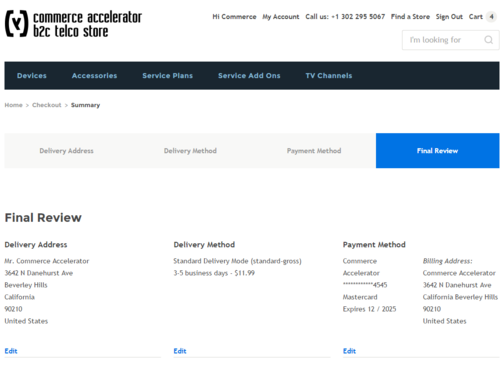 commerce accelerator
b2c telco store
Hi Commerce My Account Call us: +1 302 295 5067 Find a Store Sign Out Cart 4
I'm looking for
Devices Accessories Service Plans Service Add Ons TV Channels
Home > Checkout > Summary
Delivery Address Delivery Method Payment Method Final Review
Final Review
Delivery Address
Mr. Commerce Accelerator
3642 N Danehurst Ave
Beverley Hills
California
90210
United States
Edit
Delivery Method
Standard Delivery Mode (standard-gross)
3-5 business days - $11.99
Edit
Payment Method
Commerce
Accelerator
************4545
Mastercard
Expires 12 / 2025
Billing Address:
Commerce Accelerator
3642 N Danehurst Ave
California Beverley Hills
90210
United States
Edit